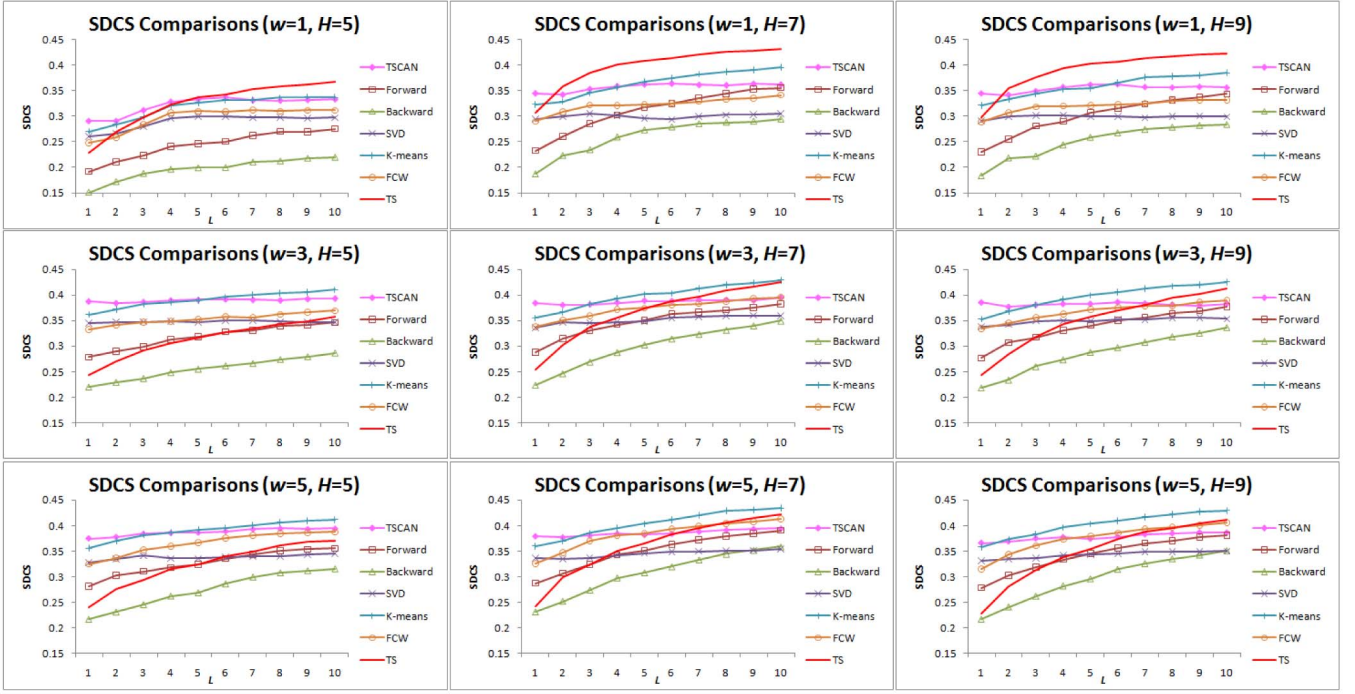 SDCS Comparisons (w=1, H=5)
0.45
0.4
0.35
0.3
0.25
0.2
0.15
SDCS
1 2 3 4 5 6 7 8 9 10
L
TSCAN
Forward
Backward
SVD
K-means
FCW
TS
SDCS Comparisons (w=1, H=7)
0.45
0.4
0.35
0.3
0.25
0.2
0.15
SDCS
1 2 3 4 5 6 7 8 9 10
L
TSCAN
Forward
Backward
SVD
K-means
FCW
TS
SDCS Comparisons (w=1, H=9)
0.45
0.4
0.35
0.3
0.25
0.2
0.15
SDCS
1 2 3 4 5 6 7 8 9 10
L
TSCAN
Forward
Backward
SVD
K-means
FCW
TS
SDCS Comparisons (w=3, H=5)
0.45
0.4
0.35
0.3
0.25
0.2
0.15
SDCS
1 2 3 4 5 6 7 8 9 10
L
TSCAN
Forward
Backward
SVD
K-means
FCW
TS
SDCS Comparisons (w=3, H=7)
0.45
0.4
0.35
0.3
0.25
0.2
0.15
SDCS
1 2 3 4 5 6 7 8 9 10
L
TSCAN
Forward
Backward
SVD
K-means
FCW
TS
SDCS Comparisons (w=3, H=9)
0.45
0.4
0.35
0.3
0.25
0.2
0.15
SDCS
1 2 3 4 5 6 7 8 9 10
L
TSCAN
Forward
Backward
SVD
K-means
FCW
TS
SDCS Comparisons (w=5, H=5)
0.45
0.4
0.35
0.3
0.25
0.2
0.15
SDCS
1 2 3 4 5 6 7 8 9 10
L
TSCAN
Forward
Backward
SVD
K-means
FCW
TS
SDCS Comparisons (w=5, H=7)
0.45
0.4
0.35
0.3
0.25
0.2
0.15
SDCS
1 2 3 4 5 6 7 8 9 10
L
TSCAN
Forward
Backward
SVD
K-means
FCW
TS
SDCS Comparisons (w=5, H=9)
0.45
0.4
0.35
0.3
0.25
0.2
0.15
SDCS
1 2 3 4 5 6 7 8 9 10
L
TSCAN
Forward
Backward
SVD
K-means
FCW
TS